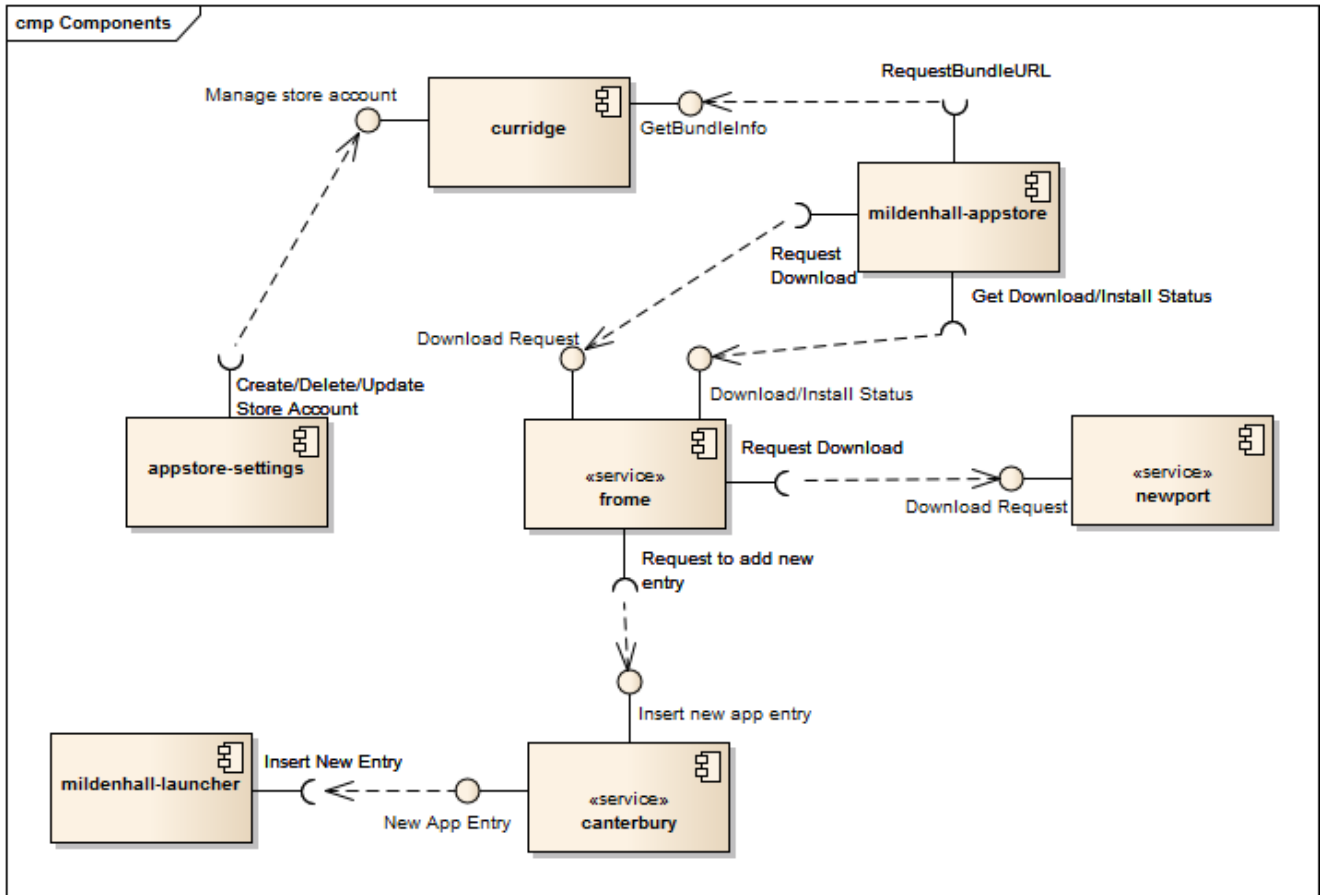 cmp Components
RequestBundleURL
Manage store account
curridge
GetBundleInfo
mildenhall-appstore
Request
Download
Get Download/Install Status
Download Request
Create/Delete/Update
Store Account
Download/Install Status
appstore-settings
Request Download
«service»
frome
«service»
newport
Download Request
Request to add new
entry
Insert new app entry
mildenhall-launcher
Insert New Entry
New App Entry
«service»
canterbury